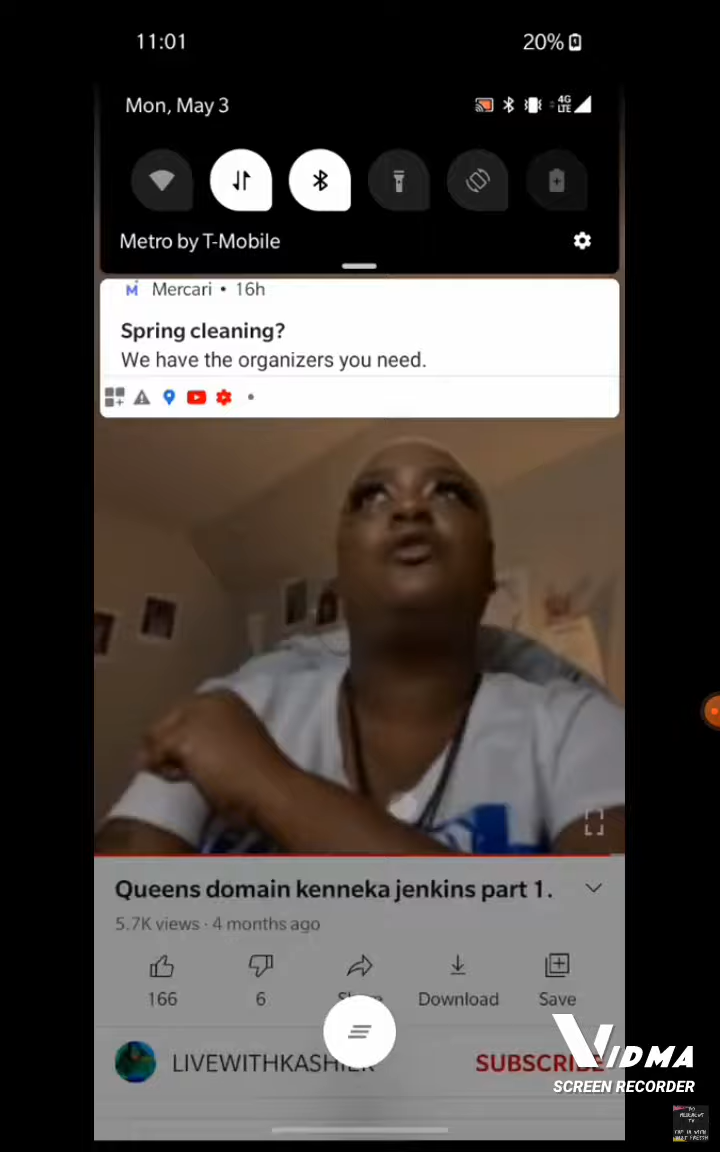 11:01
20%
Mon, May 3
4G
LTE
Metro by T-Mobile
Mercari • 16h
Spring cleaning?
We have the organizers you need.
Queens domain kenneka jenkins part 1.
5.7K views · 4 months ago
166
6
Download
Save
SUBSCRIBE
VIDMA
SCREEN RECORDER